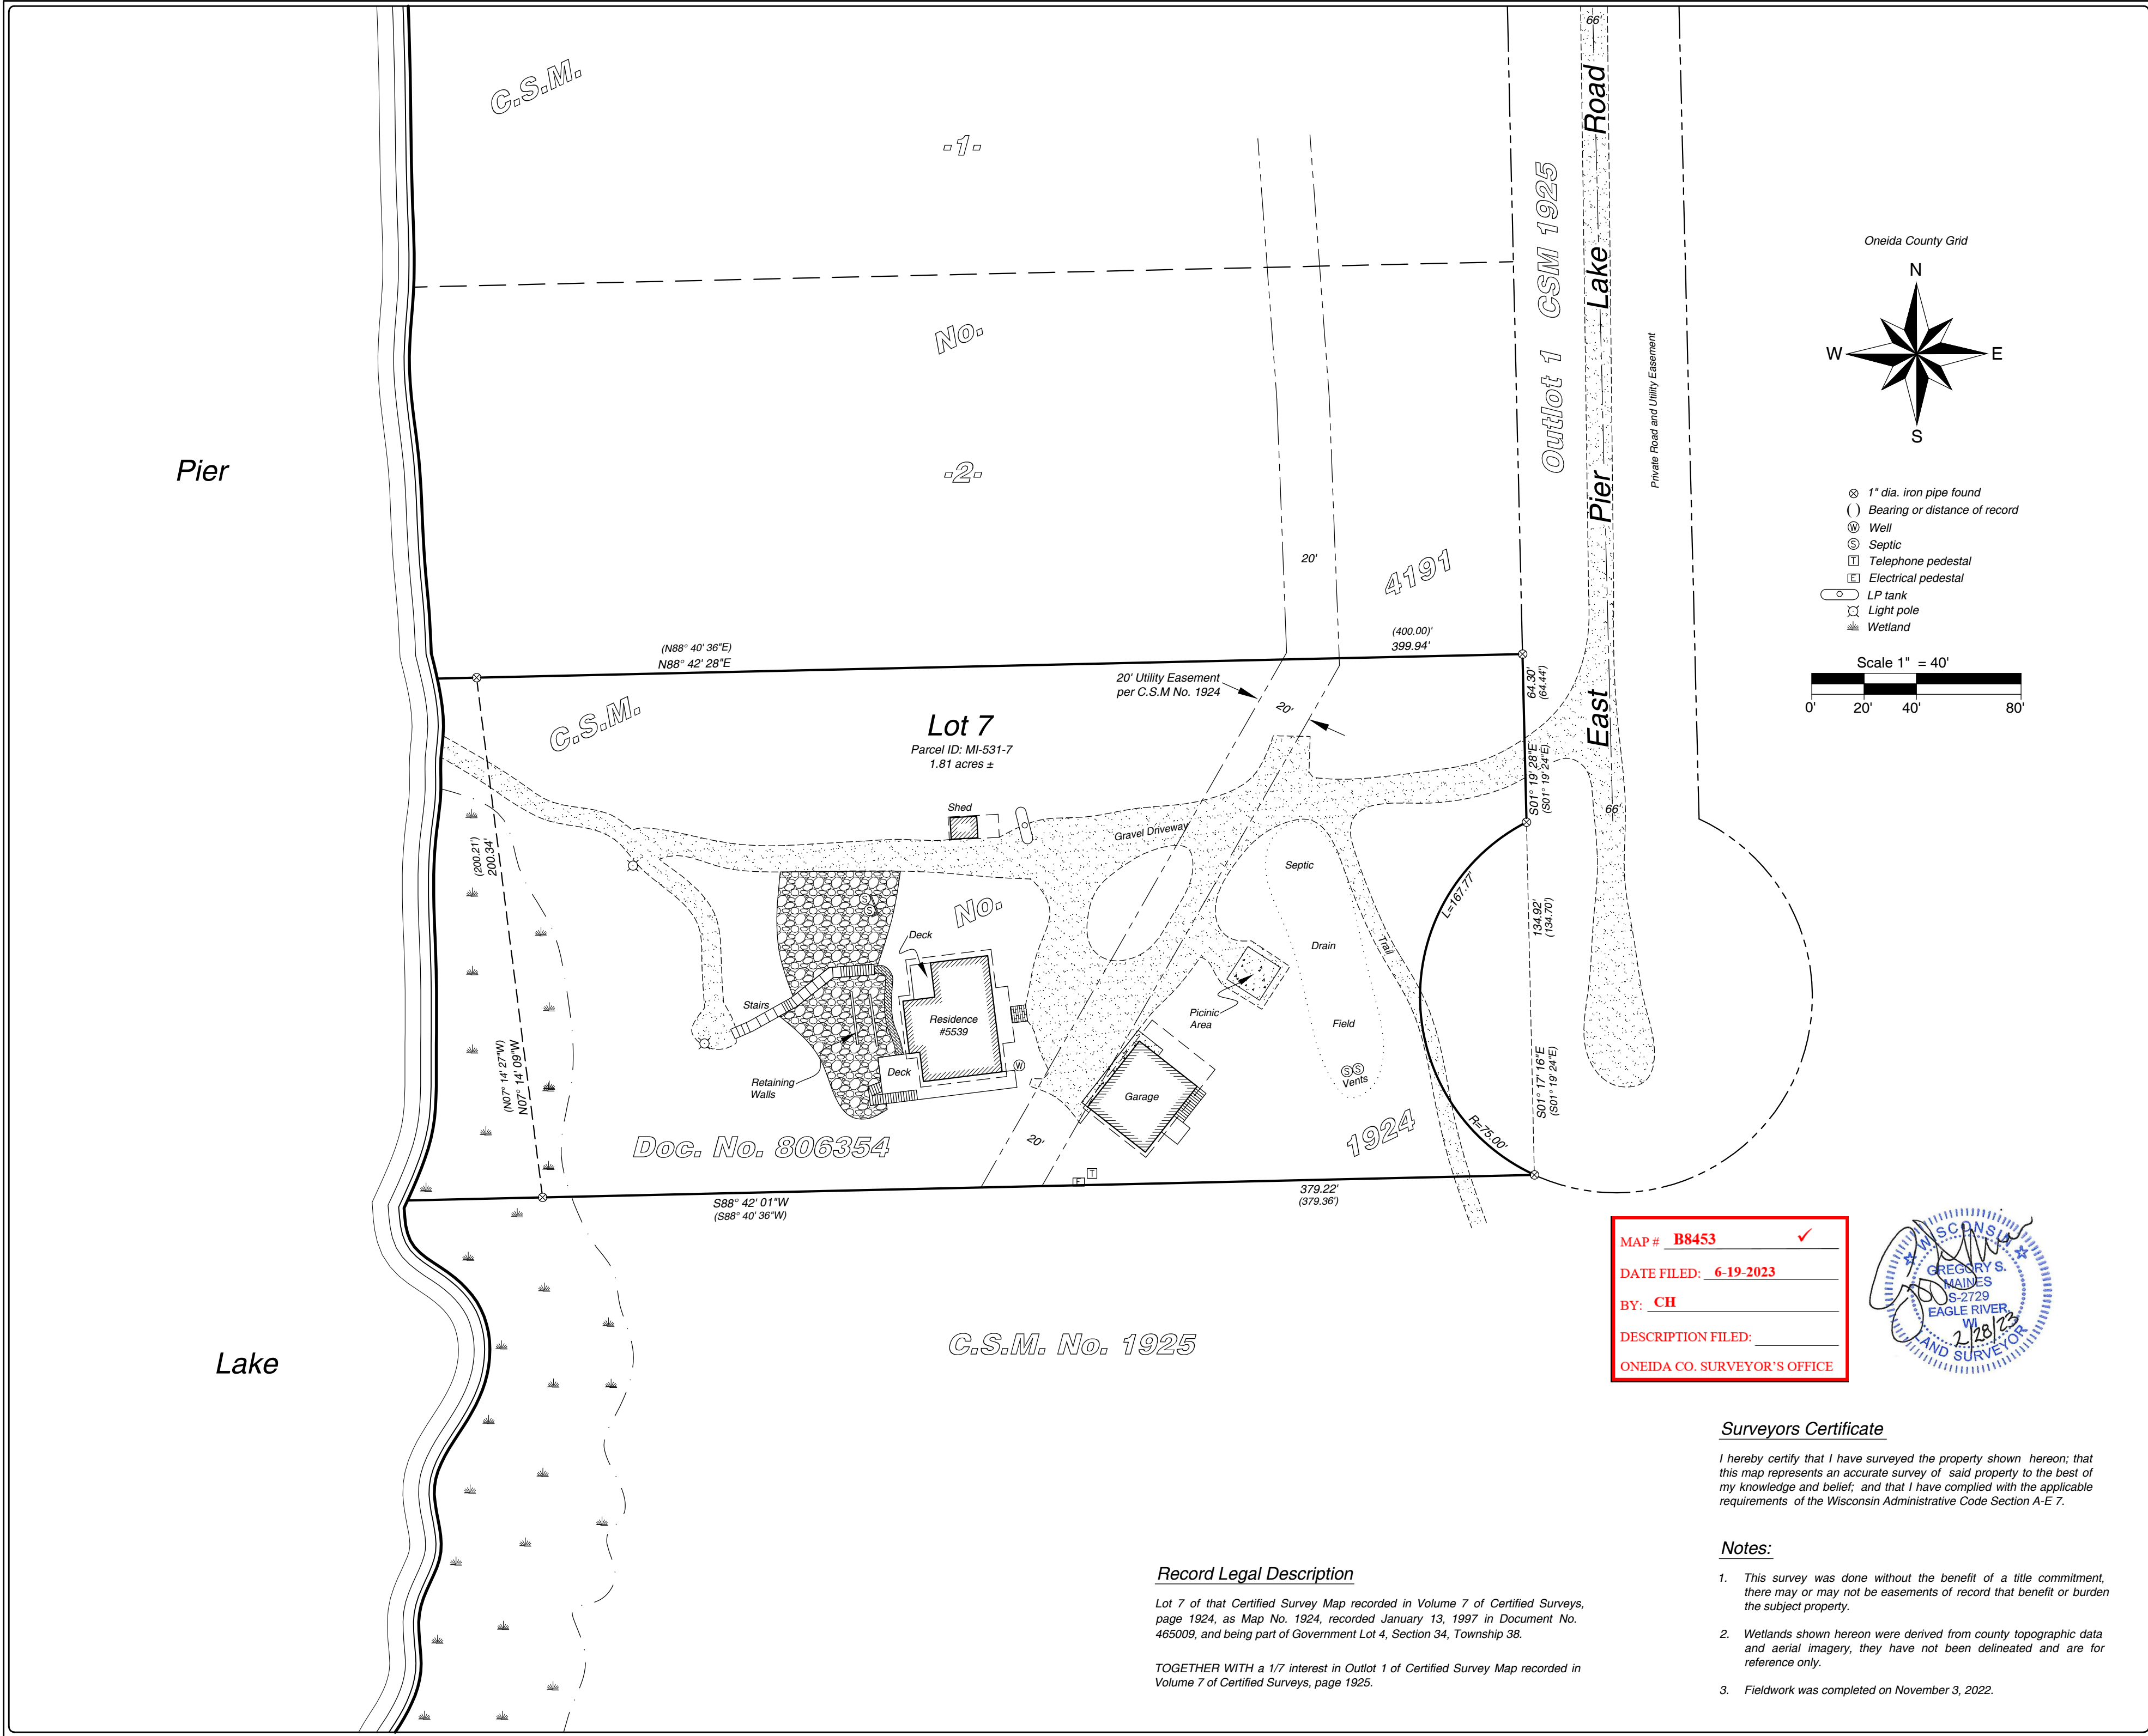 C.S.M.
-1-
66'
East Pier Lake Road
Outlot 1 CSM 1925
Private Road and Utility Easement
Oneida County Grid
N
W
E
S
No.
-2-
Pier
20'
4191
⊗ 1" dia. iron pipe found
( ) Bearing or distance of record
Ⓦ Well
Ⓢ Septic
T Telephone pedestal
E Electrical pedestal
LP tank
Light pole
Wetland
Scale 1" = 40'
0' 20' 40' 80'
(N88° 40' 36"E)
N88° 42' 28"E
(400.00)'
399.94'
64.30'
(64.44')
20' Utility Easement
per C.S.M No. 1924
20'
C.S.M.
Lot 7
Parcel ID: MI-531-7
1.81 acres ±
S01° 19' 28"E
(S01° 19' 24"E)
66'
Shed
Gravel Driveway
(200.21')
200.34'
Septic
L=167.77'
134.92'
(134.70')
S
S
No.
Deck
Drain
Trail
Stairs
Residence
#5539
Picinic
Area
Field
(N07° 14' 27"W)
N07° 14' 09"W
W
Retaining
Walls
Deck
S S
Vents
Garage
S01° 17' 16"E
(S01° 19' 24"E)
R=75.00'
Doc. No. 806354
20'
1924
T
E
S88° 42' 01"W
(S88° 40' 36"W)
379.22'
(379.36')
MAP # B8453 ✓
DATE FILED: 6-19-2023
BY: CH
DESCRIPTION FILED:
ONEIDA CO. SURVEYOR'S OFFICE
WISCONSIN
GREGORY S.
MAINES
S-2729
EAGLE RIVER,
WI
2/28/23
LAND SURVEYOR
C.S.M. No. 1925
Lake
Surveyors Certificate
I hereby certify that I have surveyed the property shown hereon; that
this map represents an accurate survey of said property to the best of
my knowledge and belief; and that I have complied with the applicable
requirements of the Wisconsin Administrative Code Section A-E 7.
Record Legal Description
Lot 7 of that Certified Survey Map recorded in Volume 7 of Certified Surveys,
page 1924, as Map No. 1924, recorded January 13, 1997 in Document No.
465009, and being part of Government Lot 4, Section 34, Township 38.
TOGETHER WITH a 1/7 interest in Outlot 1 of Certified Survey Map recorded in
Volume 7 of Certified Surveys, page 1925.
Notes:
1. This survey was done without the benefit of a title commitment,
there may or may not be easements of record that benefit or burden
the subject property.
2. Wetlands shown hereon were derived from county topographic data
and aerial imagery, they have not been delineated and are for
reference only.
3. Fieldwork was completed on November 3, 2022.